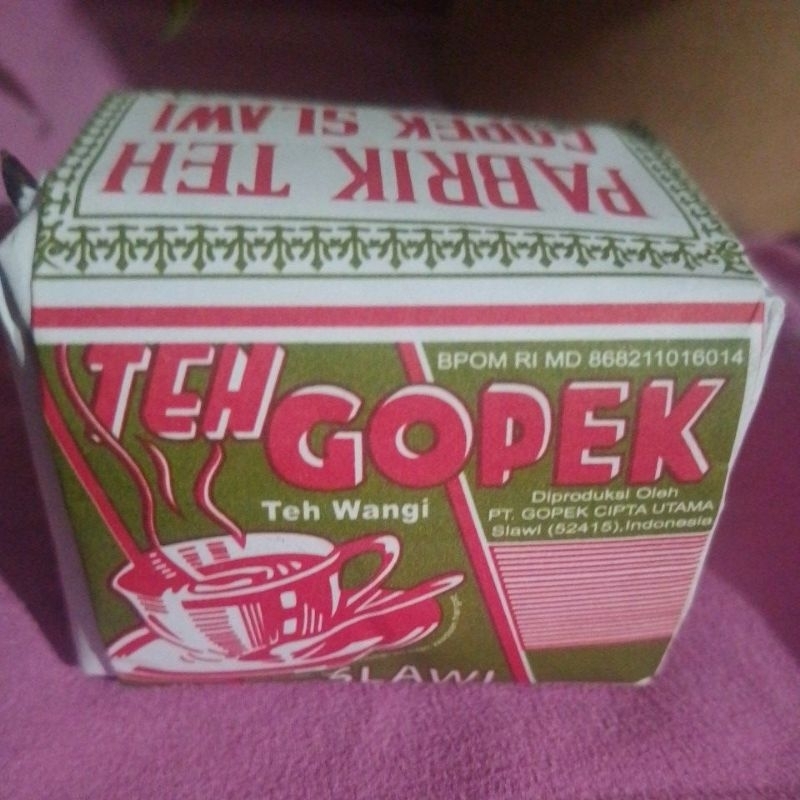 PABRIK TEH
GOPEK SLAWI
BPOM RI MD 868211016014
TEH GOPEK
Teh Wangi
Diproduksi Oleh
PT. GOPEK CIPTA UTAMA
Slawi (52415), Indonesia
SLAWI